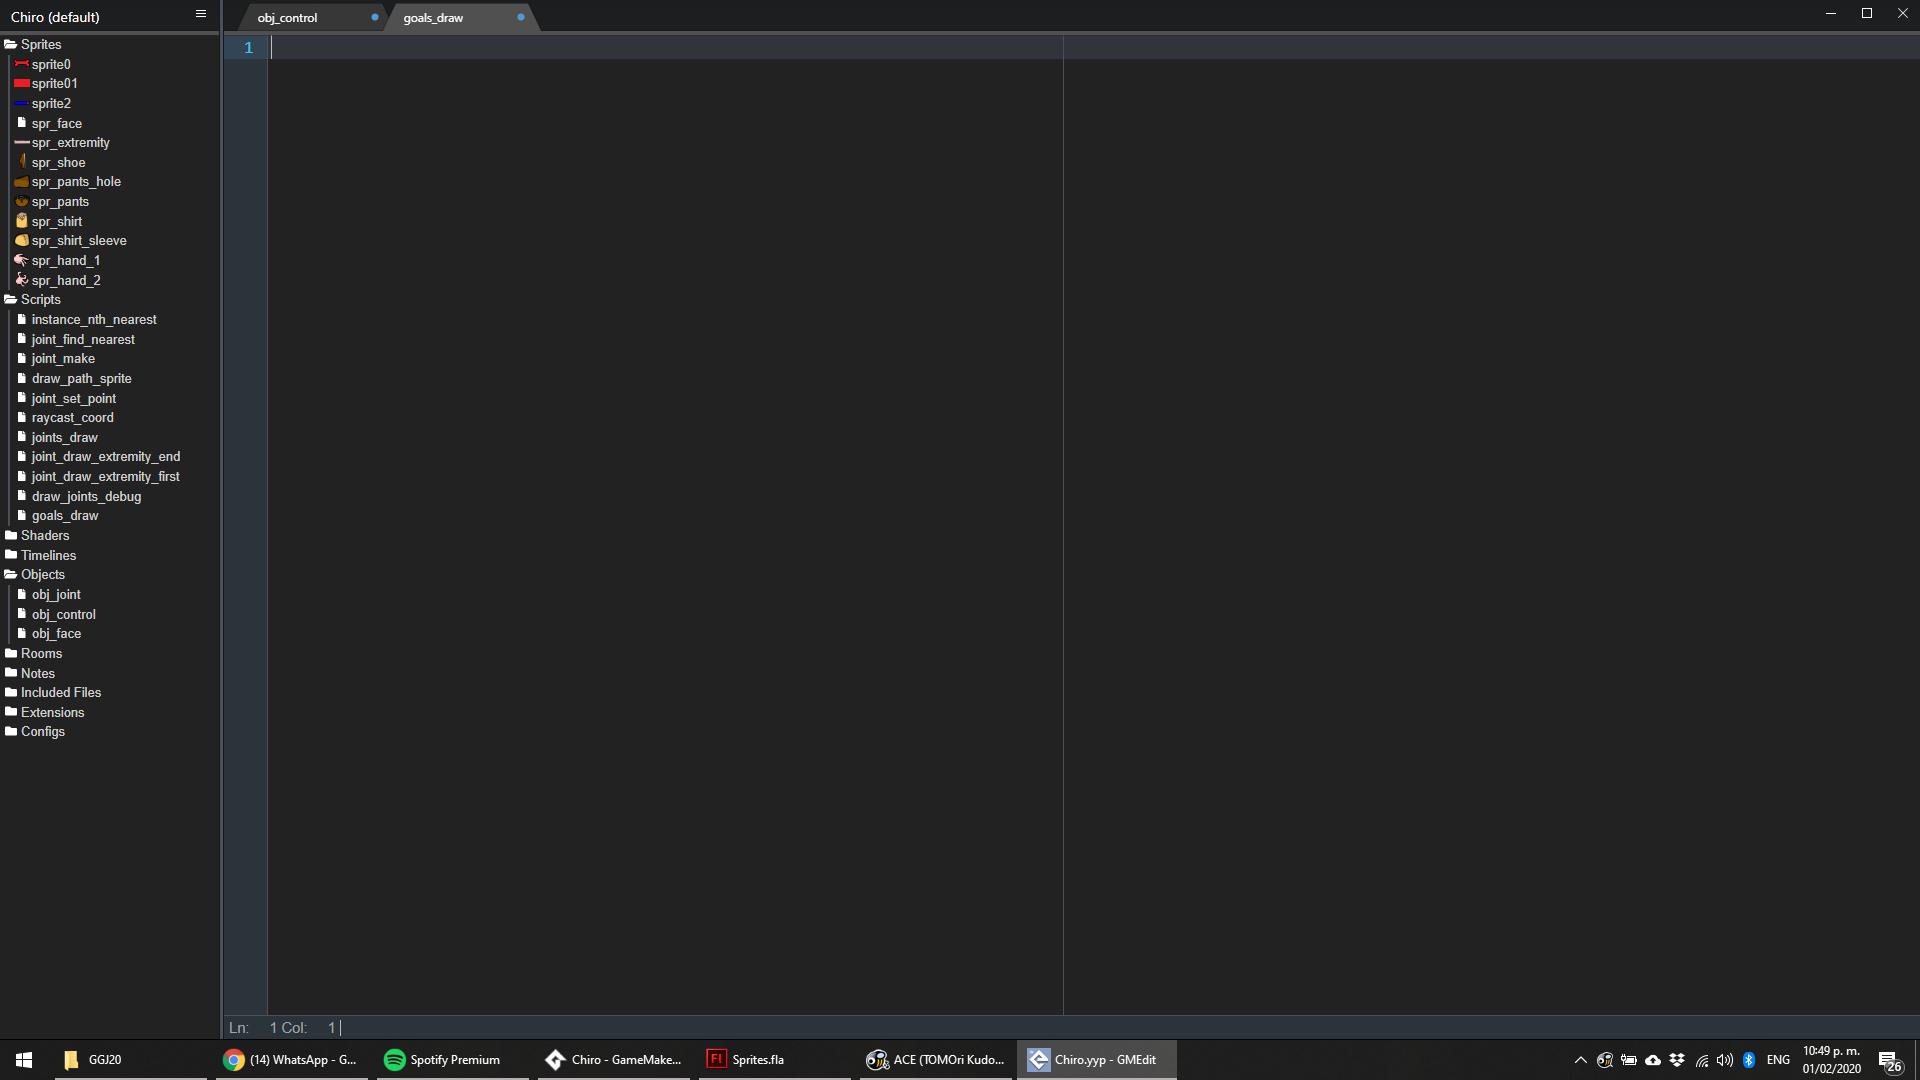 Chiro (default)
obj_control
goals_draw
Sprites
sprite0
sprite01
sprite2
spr_face
spr_extremity
spr_shoe
spr_pants_hole
spr_pants
spr_shirt
spr_shirt_sleeve
spr_hand_1
spr_hand_2
Scripts
instance_nth_nearest
joint_find_nearest
joint_make
draw_path_sprite
joint_set_point
raycast_coord
joints_draw
joint_draw_extremity_end
joint_draw_extremity_first
draw_joints_debug
goals_draw
Shaders
Timelines
Objects
obj_joint
obj_control
obj_face
Rooms
Notes
Included Files
Extensions
Configs
1
Ln: 1 Col: 1
GGJ20
(14) WhatsApp - G...
Spotify Premium
Chiro - GameMake...
Fl
Sprites.fla
ACE (TOMOri Kudo...
Chiro.yyp - GMEdit
ENG
10:49 p. m.
01/02/2020
26